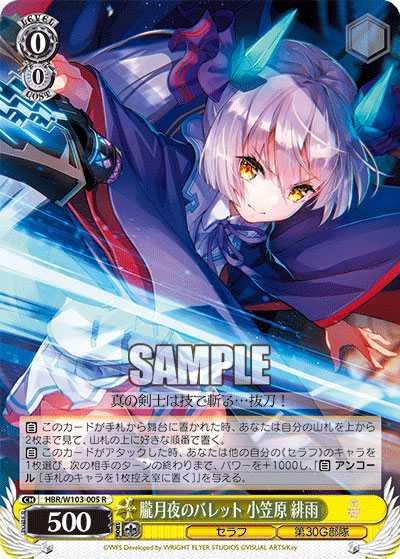 LEVEL
0
0
COST
SAMPLE
真の剣士は技で斬る…抜刀!
【自】 このカードが手札から舞台に置かれた時、あなたは自分の山札を上から
2枚まで見て、山札の上に好きな順番で置く。
【自】 このカードがアタックした時、あなたは他の自分の《セラフ》のキャラを
1枚選び、次の相手のターンの終わりまで、パワーを+1000し、『【自】 アンコー
ル [手札のキャラを1枚控え室に置く]』を与える。
CH HBR/W103-005 R
朧月夜のバレット 小笠原 緋雨
500
セラフ
第30G部隊
©WFS Developed by WRIGHT FLYER STUDIOS ©VISUAL ARTS/Key